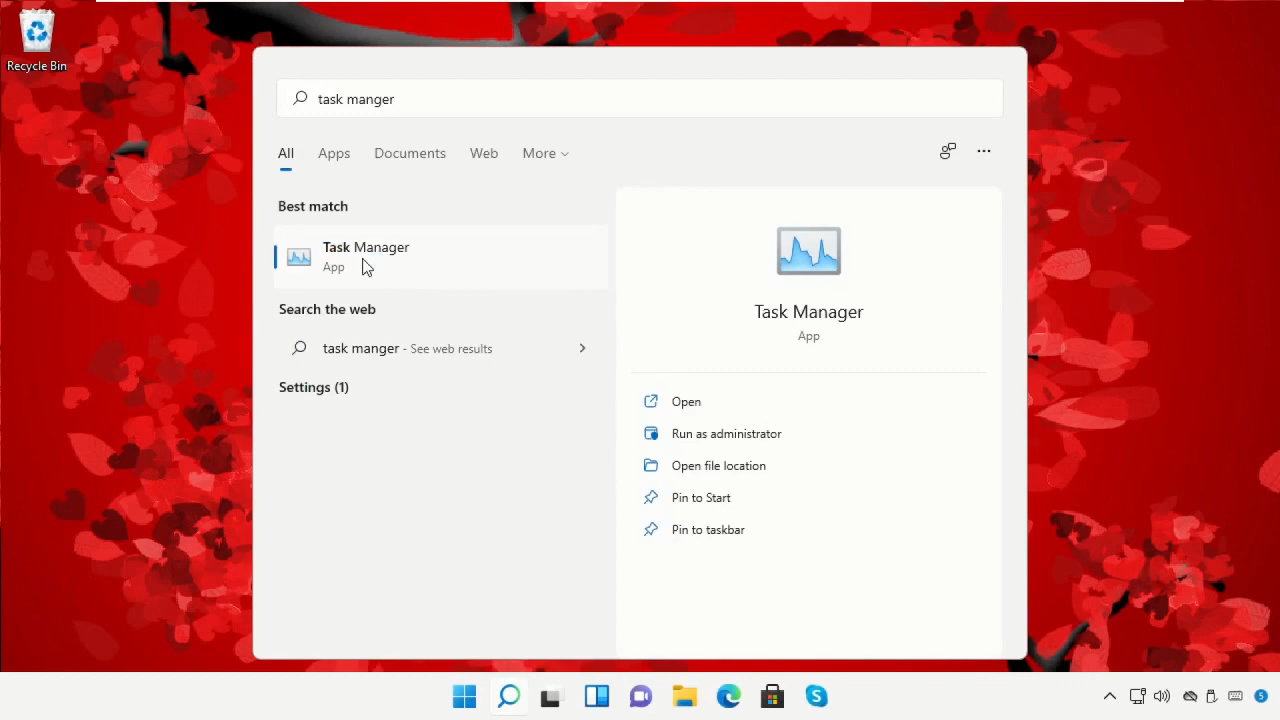 Recycle Bin
task manger
All Apps Documents Web More
Best match
Task Manager
App
Search the web
task manger - See web results
Settings (1)
Task Manager
App
Open
Run as administrator
Open file location
Pin to Start
Pin to taskbar
5